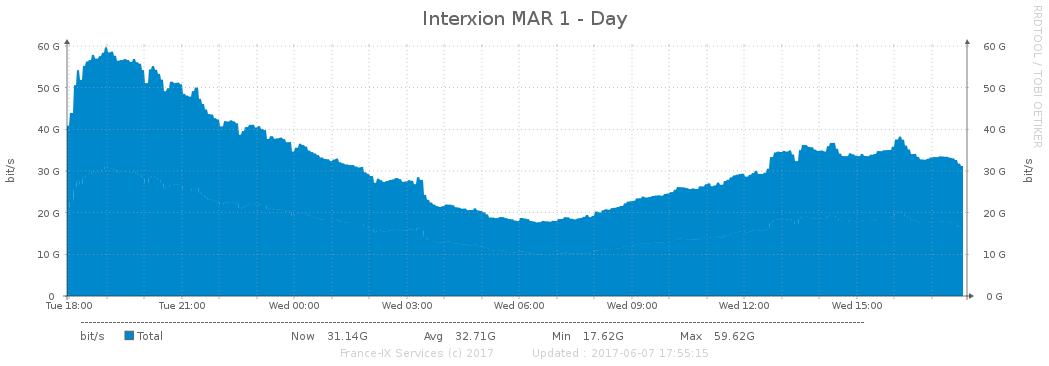 Interxion MAR 1 - Day
RRDTOOL / TOBI OETIKER
bit/s
bit/s
60 G 60 G
50 G 50 G
40 G 40 G
30 G 30 G
20 G 20 G
10 G 10 G
0 0 G
Tue 18:00 Tue 21:00 Wed 00:00 Wed 03:00 Wed 06:00 Wed 09:00 Wed 12:00 Wed 15:00
bit/s Total Now 31.14G Avg 32.71G Min 17.62G Max 59.62G
France-IX Services (c) 2017 Updated : 2017-06-07 17:55:15